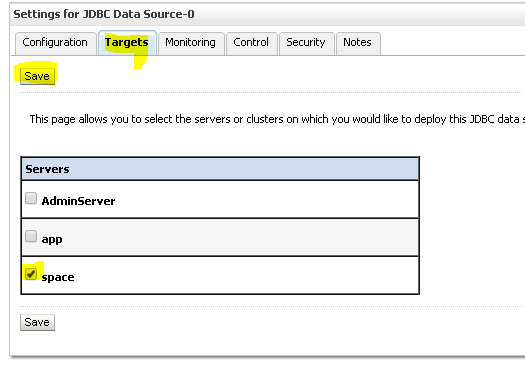 Settings for JDBC Data Source-0
Configuration Targets Monitoring Control Security Notes
Save
This page allows you to select the servers or clusters on which you would like to deploy this JDBC data
Servers
AdminServer
app
space
Save